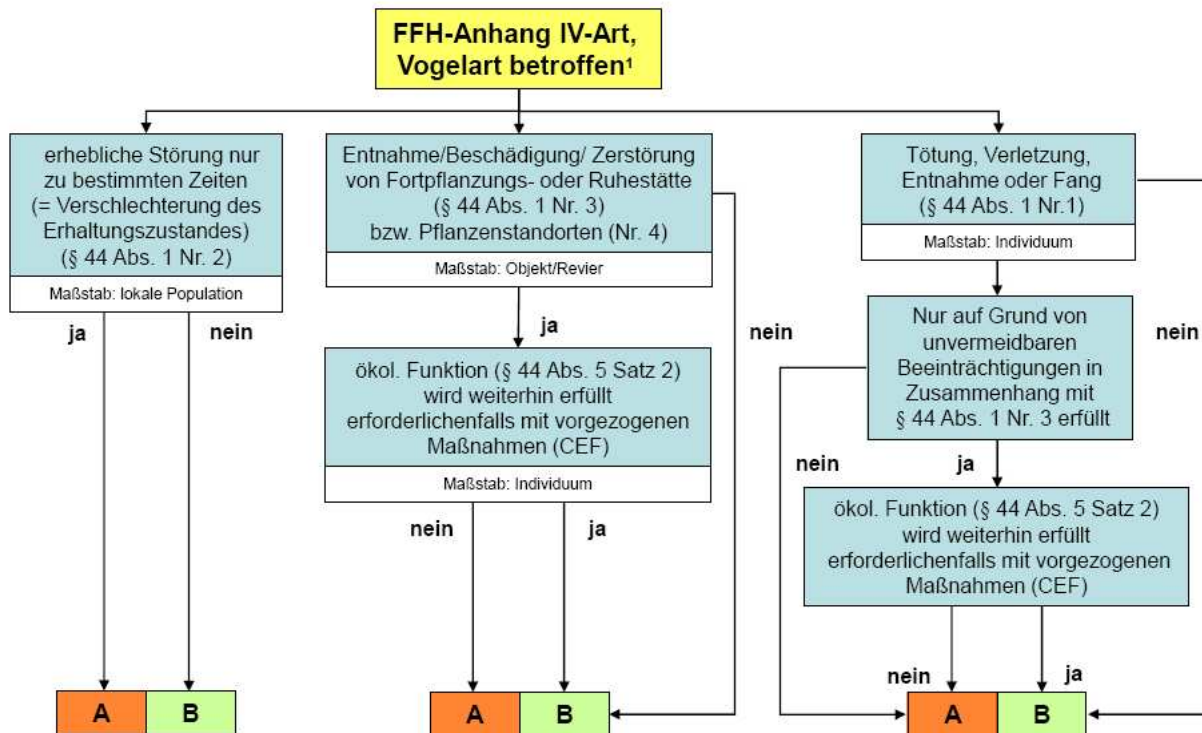 FFH-Anhang IV-Art,
Vogelart betroffen¹
erhebliche Störung nur
zu bestimmten Zeiten
(= Verschlechterung des
Erhaltungszustandes)
(§ 44 Abs. 1 Nr. 2)
Maßstab: lokale Population
ja
nein
A
B
Entnahme/Beschädigung/ Zerstörung
von Fortpflanzungs- oder Ruhestätte
(§ 44 Abs. 1 Nr. 3)
bzw. Pflanzenstandorten (Nr. 4)
Maßstab: Objekt/Revier
ja
nein
ökol. Funktion (§ 44 Abs. 5 Satz 2)
wird weiterhin erfüllt
erforderlichenfalls mit vorgezogenen
Maßnahmen (CEF)
Maßstab: Individuum
nein
ja
A
B
Tötung, Verletzung,
Entnahme oder Fang
(§ 44 Abs. 1 Nr.1)
Maßstab: Individuum
nein
Nur auf Grund von
unvermeidbaren
Beeinträchtigungen in
Zusammenhang mit
§ 44 Abs. 1 Nr. 3 erfüllt
nein
ja
ökol. Funktion (§ 44 Abs. 5 Satz 2)
wird weiterhin erfüllt
erforderlichenfalls mit vorgezogenen
Maßnahmen (CEF)
nein
ja
A
B